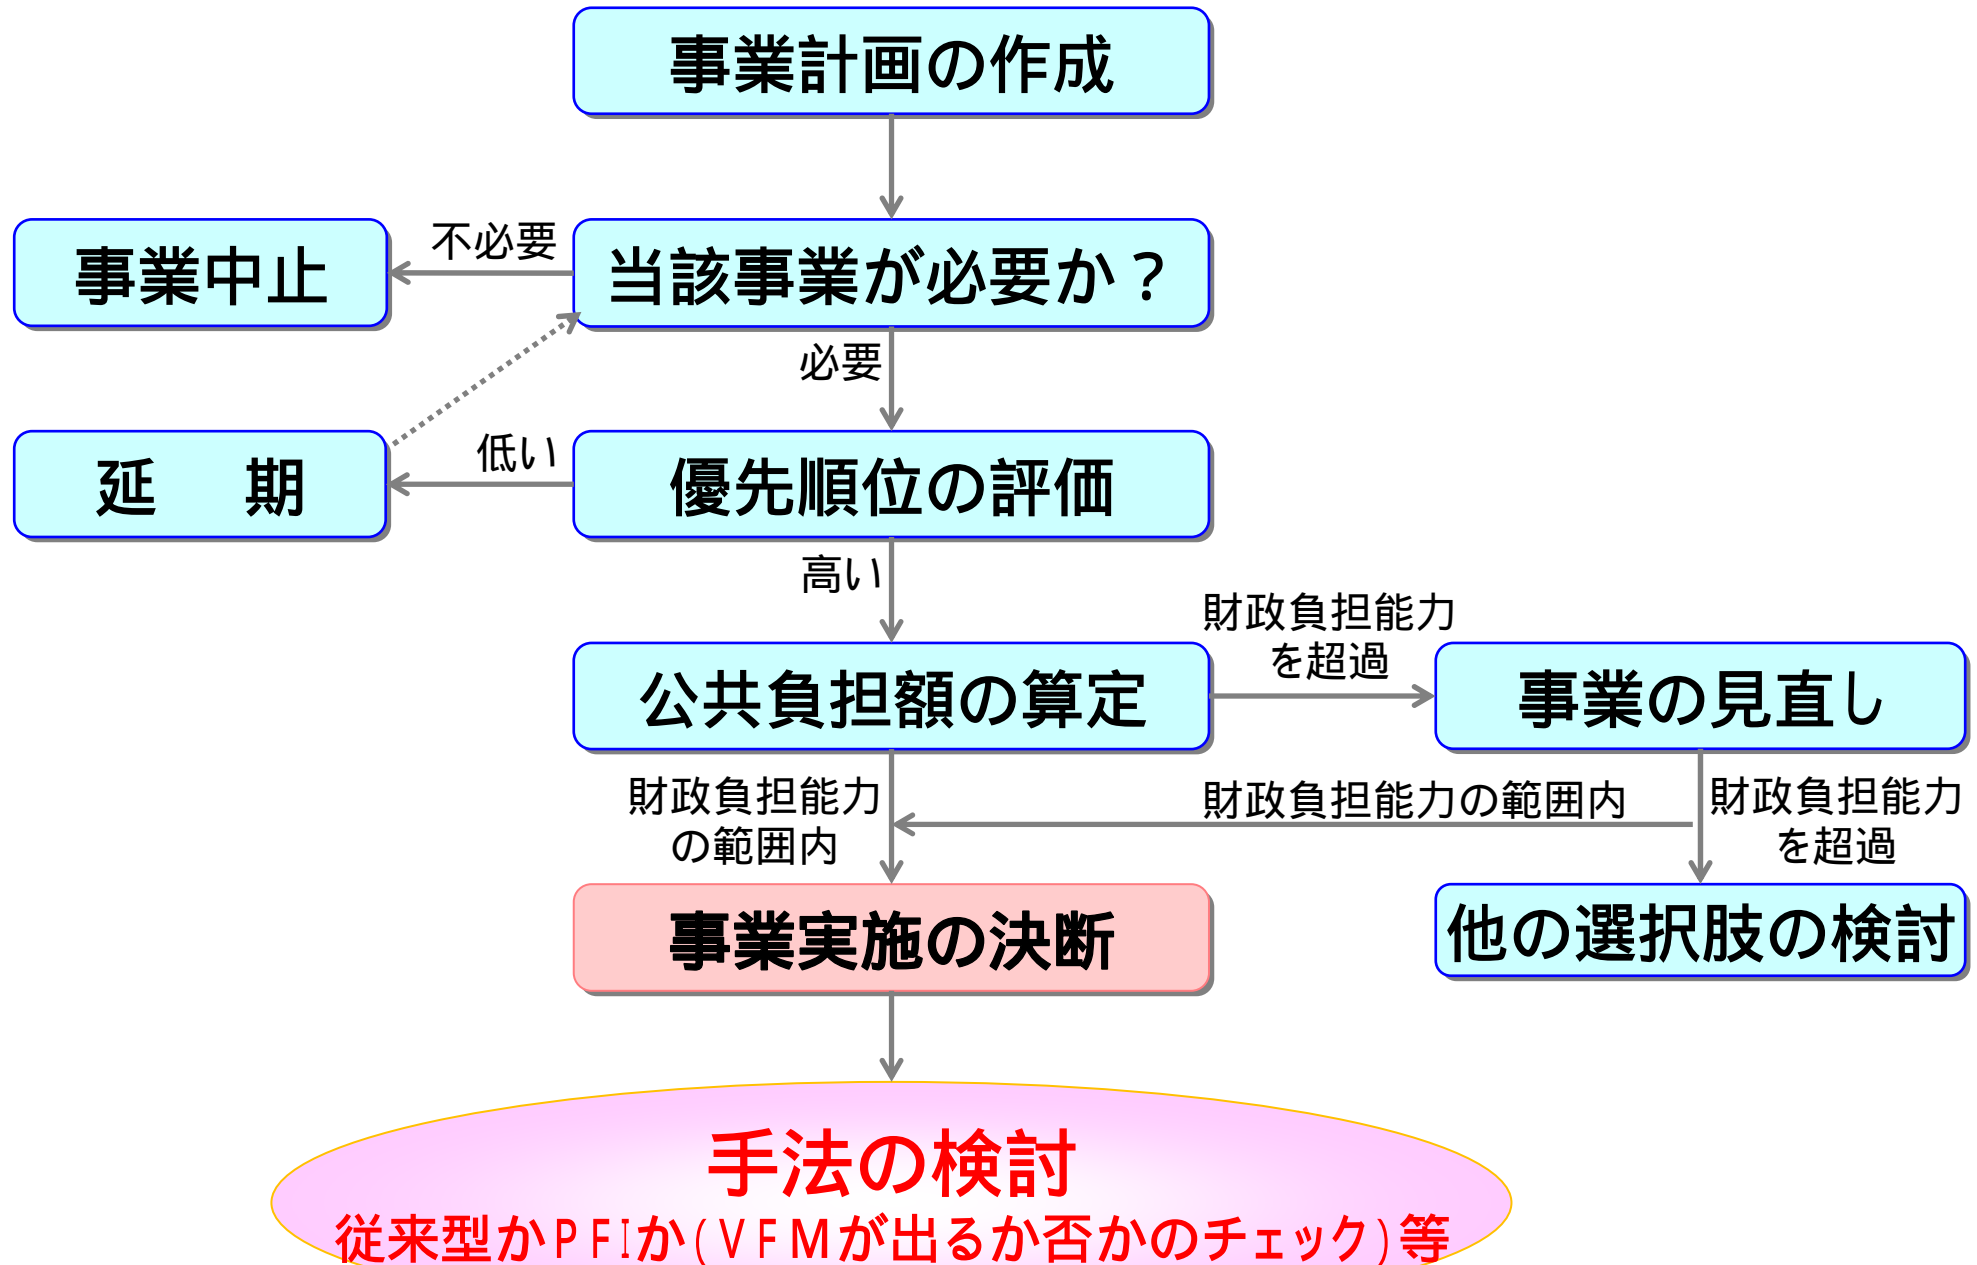 事業計画の作成
事業中止
不必要
当該事業が必要か？
必要
延　期
低い
優先順位の評価
高い
財政負担能力
を超過
公共負担額の算定
事業の見直し
財政負担能力
の範囲内
財政負担能力の範囲内
財政負担能力
を超過
事業実施の決断
他の選択肢の検討
手法の検討
従来型かＰＦＩか(ＶＦＭが出るか否かのチェック)等